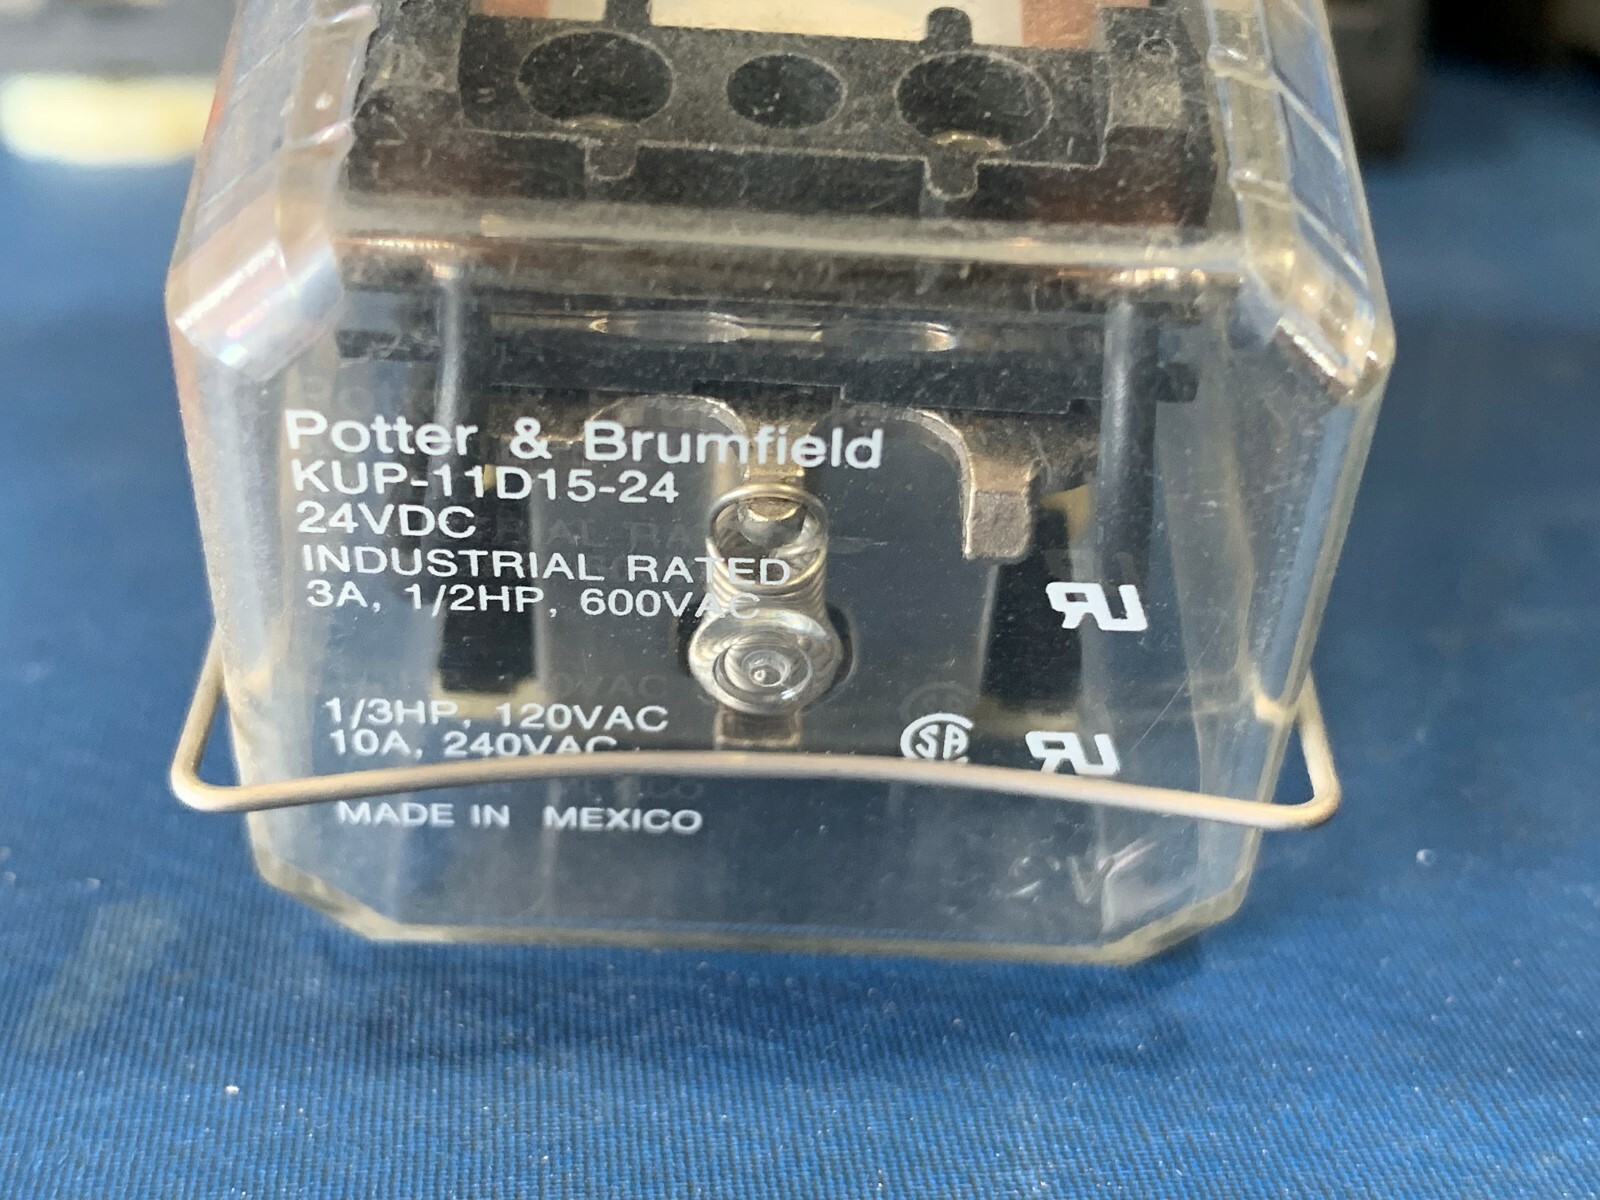 Potter & Brumfield
KUP-11D15-24
24VDC
INDUSTRIAL RATED
3A, 1/2HP, 600VAC
1/3HP, 120VAC
10A, 240VAC
MADE IN MEXICO